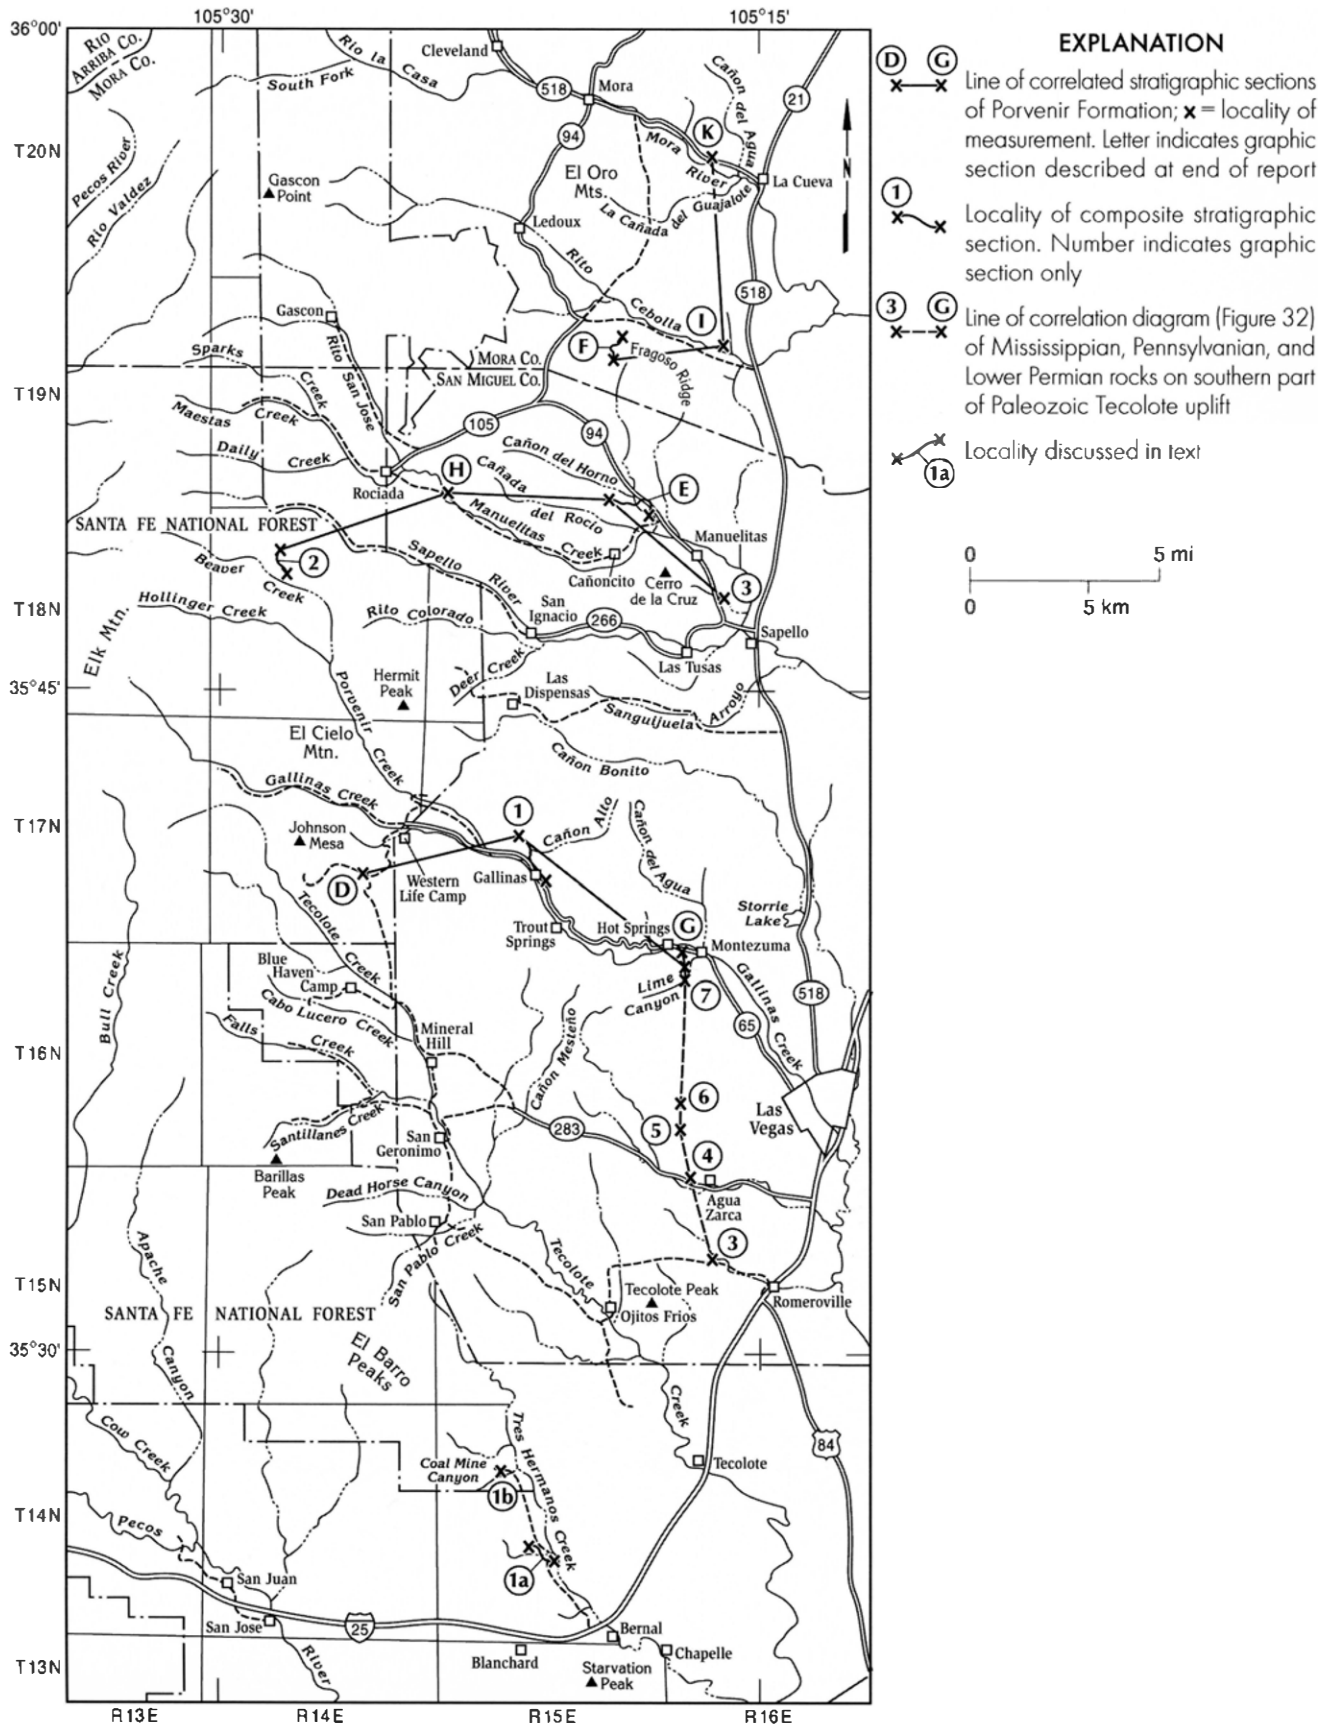 105°30'
105°15'
36°00'
RIO
ARRIBA CO.
MORA CO.
Rio la Casa
South Fork
Cleveland
518
Mora
94
Cañon del Agua
21
K
Mora
River
T20N
Pecos River
Rio Valdez
Gascon
Point
El Oro
Mts.
La Cueva
La Cañada del Guajalote
N
Ledoux
Rito
Cebolla
518
Gascon
I
F
Fragoso Ridge
Sparks
Creek
Rito San Jose
MORA CO.
SAN MIGUEL CO.
T19N
Maestas Creek
105
94
Daily Creek
Cañon del Horno
Rociada
H
Cañada
del Rocio
E
Manuelitas
Creek
Manuelitas
SANTA FE NATIONAL FOREST
2
Beaver
Creek
Sapello
River
Cañoncito
Cerro
de la Cruz
3
Hollinger Creek
T18N
Rito Colorado
San
Ignacio
266
Sapello
Elk Mtn.
Las Tusas
Deer Creek
Hermit
Peak
35°45'
Las
Dispensas
Sanguijuela
Arroyo
Porvenir
Creek
El Cielo
Mtn.
Cañon Bonito
Gallinas Creek
1
Cañon Alto
T17N
Johnson
Mesa
Cañon del Agua
D
Western
Life Camp
Gallinas
Storrie
Lake
Tecolote
Creek
Trout
Springs
Hot Springs
G
Montezuma
Blue
Haven
Camp
Lime
Canyon
7
Gallinas Creek
518
Bull Creek
Cabo Lucero Creek
65
Falls
Creek
Mineral
Hill
Cañon Mesteño
T16N
6
Las
Vegas
Santillanes Creek
283
5
San
Geronimo
4
Barillas
Peak
Dead Horse Canyon
Agua
Zarca
San Pablo
San Pablo Creek
3
Apache
Canyon
Tecolote
T15N
Tecolote Peak
Romeroville
SANTA FE NATIONAL FOREST
Ojitos Frios
El Barro
Peaks
35°30'
Creek
Cow Creek
Tres Hermanos Creek
84
Coal Mine
Canyon
Tecolote
1b
T14N
Pecos
1a
San Juan
San Jose
25
Bernal
River
Blanchard
Chapelle
T13N
Starvation
Peak
R13E
R14E
R15E
R16E
EXPLANATION
D G
Line of correlated stratigraphic sections
of Porvenir Formation; x = locality of
measurement. Letter indicates graphic
section described at end of report
1
Locality of composite stratigraphic
section. Number indicates graphic
section only
3 G
Line of correlation diagram (Figure 32)
of Mississippian, Pennsylvanian, and
Lower Permian rocks on southern part
of Paleozoic Tecolote uplift
1a
Locality discussed in text
0 5 mi
0 5 km